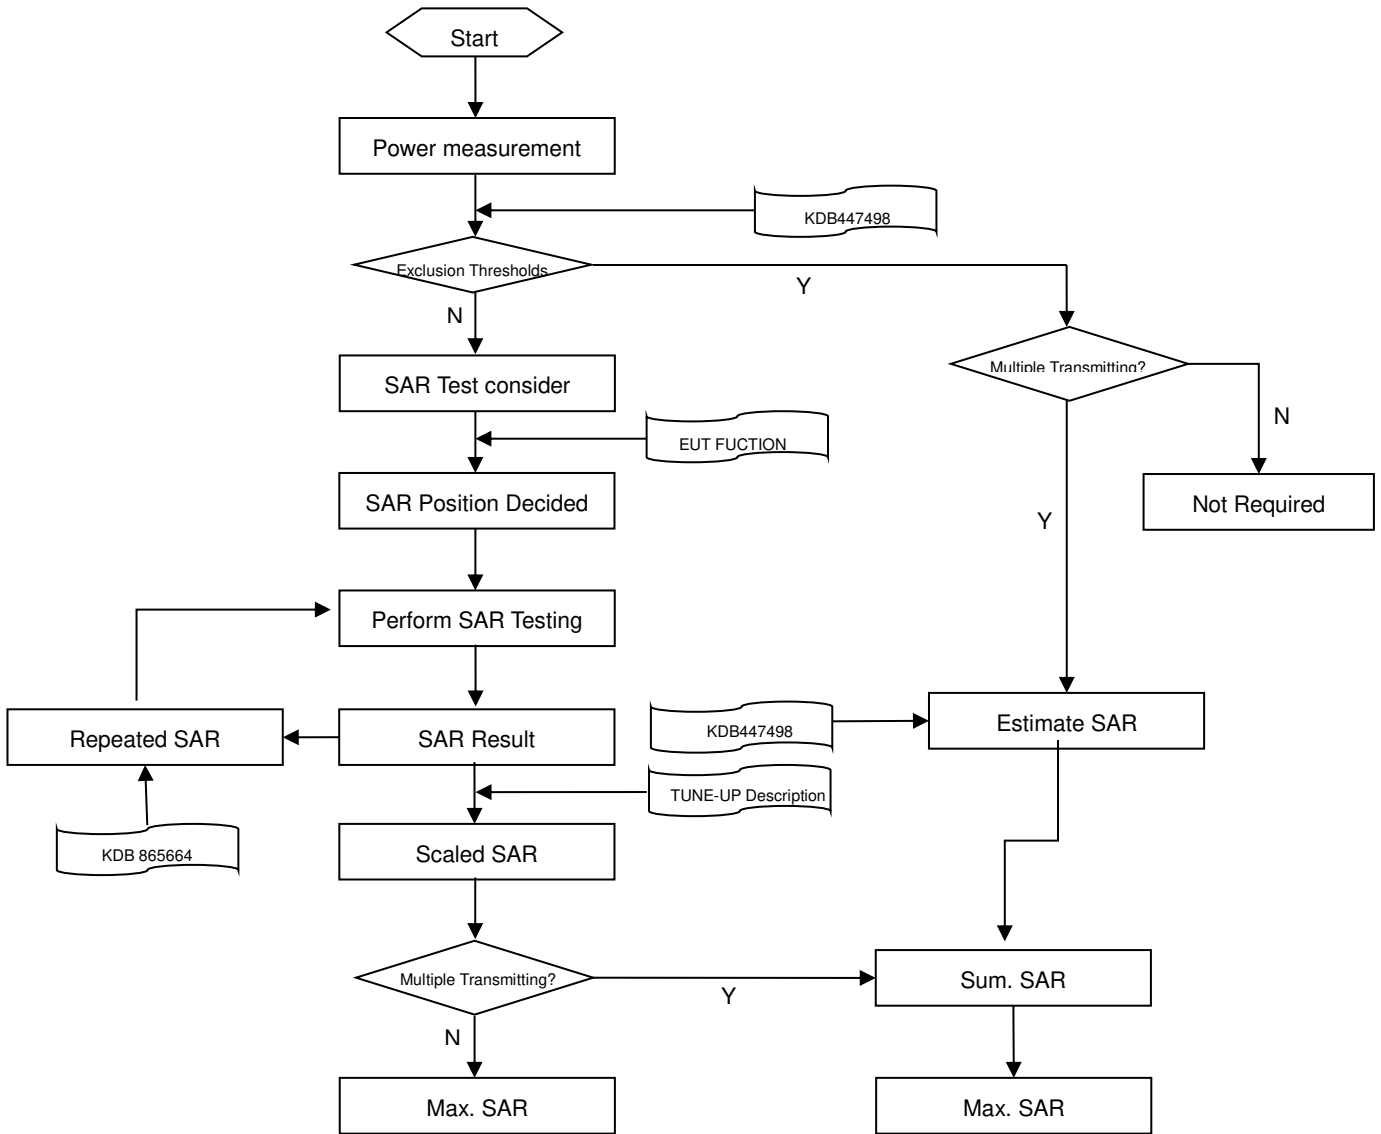 Start
Power measurement
KDB447498
Exclusion Thresholds
Y
N
Multiple Transmitting?
SAR Test consider
N
EUT FUCTION
SAR Position Decided
Not Required
Y
Perform SAR Testing
Repeated SAR
SAR Result
KDB447498
Estimate SAR
TUNE-UP Description
KDB 865664
Scaled SAR
Multiple Transmitting?
Y
Sum. SAR
N
Max. SAR
Max. SAR